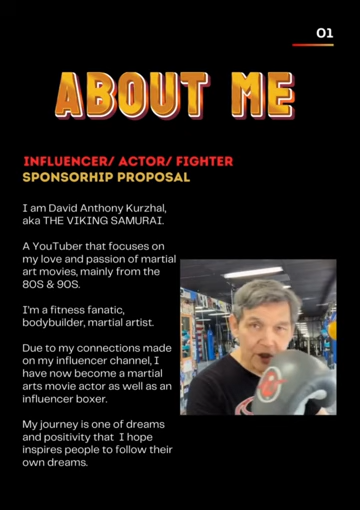 01
ABOUT ME
INFLUENCER/ ACTOR/ FIGHTER
SPONSORHIP PROPOSAL
I am David Anthony Kurzhal,
aka THE VIKING SAMURAI.
A YouTuber that focuses on
my love and passion of martial
art movies, mainly from the
80S & 90S.
I'm a fitness fanatic,
bodybuilder, martial artist.
Due to my connections made
on my influencer channel, I
have now become a martial
arts movie actor as well as an
influencer boxer.
My journey is one of dreams
and positivity that I hope
inspires people to follow their
own dreams.